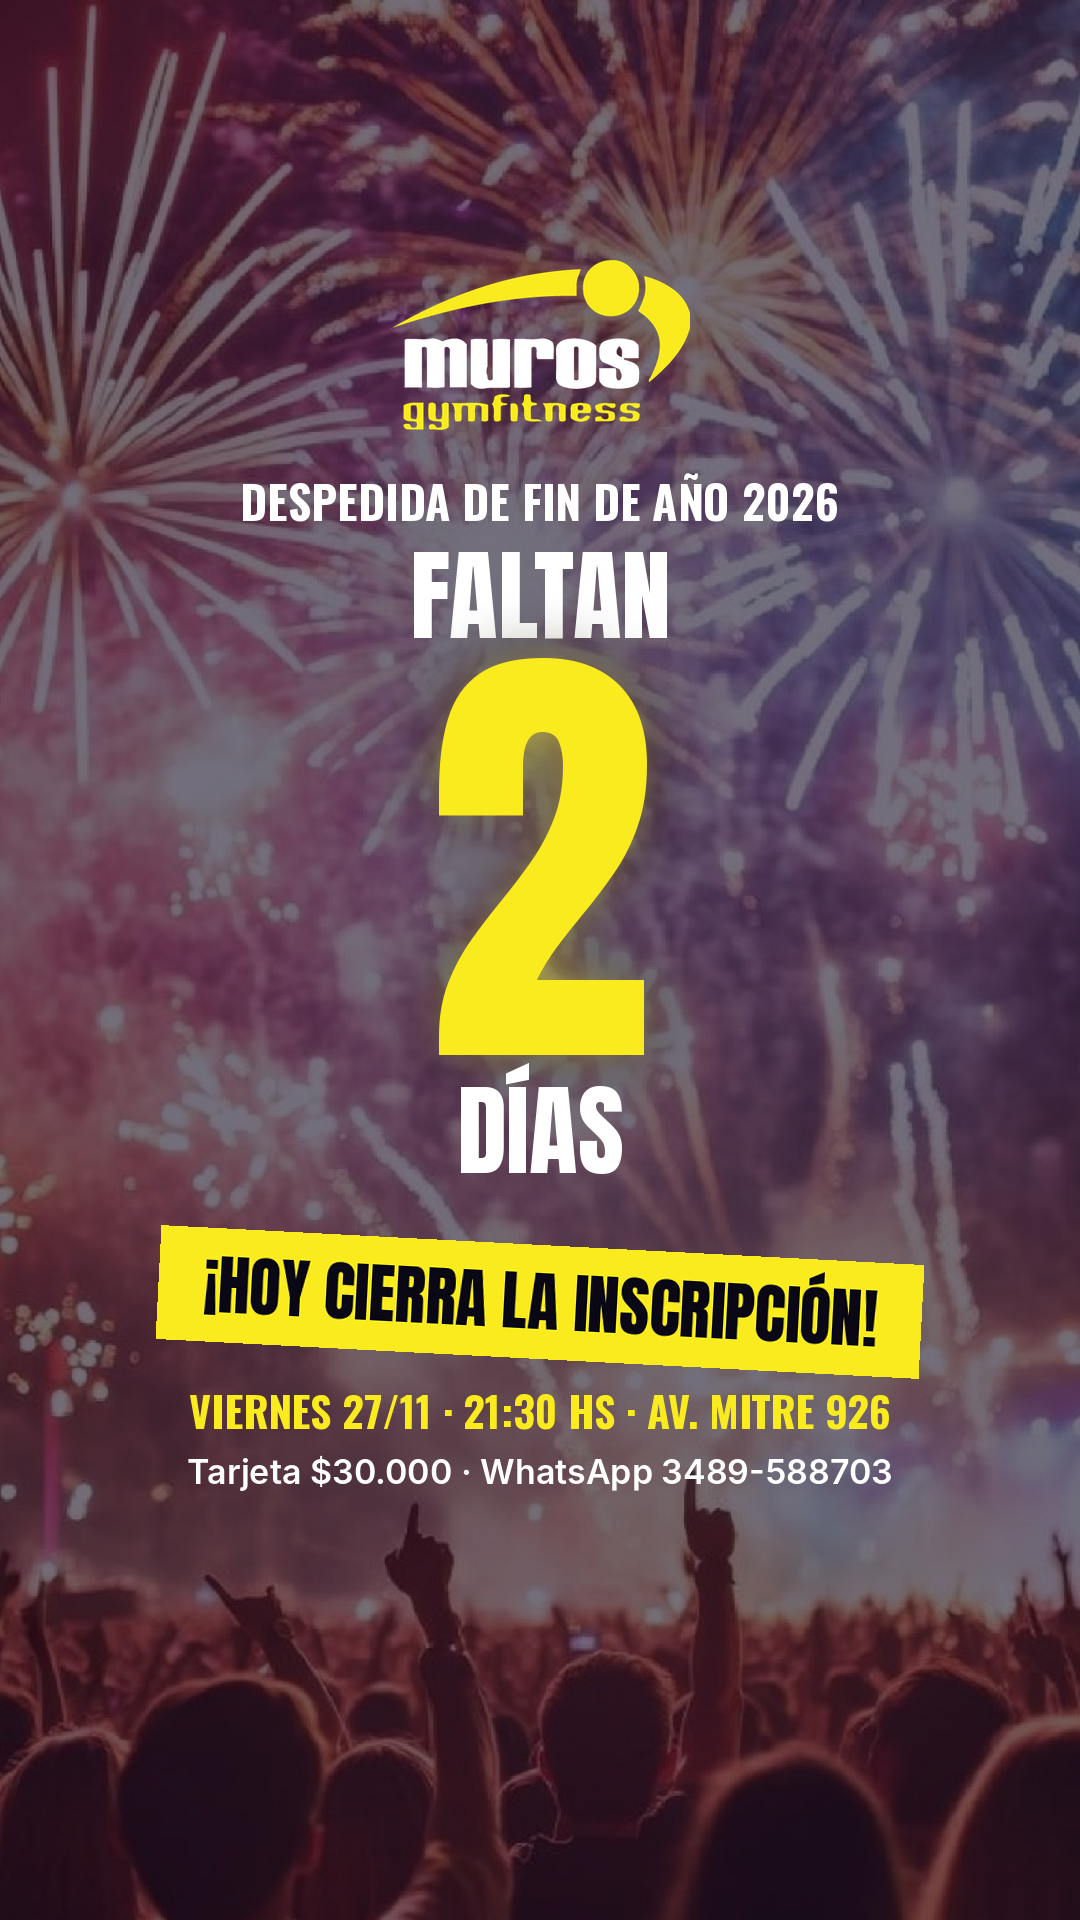 muros
gymfitness
DESPEDIDA DE FIN DE AÑO 2026
FALTAN
2
DÍAS
¡HOY CIERRA LA INSCRIPCIÓN!
VIERNES 27/11 · 21:30 HS · AV. MITRE 926
Tarjeta $30.000 · WhatsApp 3489-588703